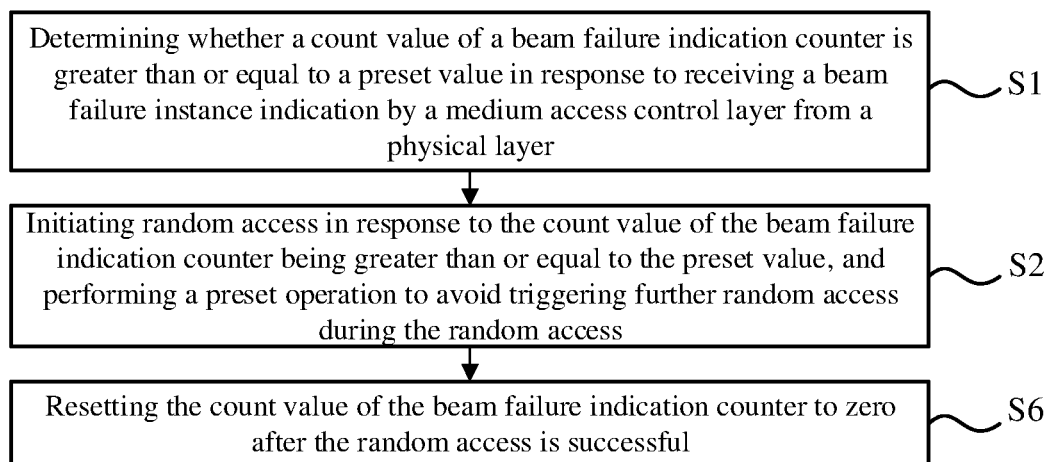 Determining whether a count value of a beam failure indication counter is
greater than or equal to a preset value in response to receiving a beam
failure instance indication by a medium access control layer from a
physical layer
S1
Initiating random access in response to the count value of the beam failure
indication counter being greater than or equal to the preset value, and
performing a preset operation to avoid triggering further random access
during the random access
S2
Resetting the count value of the beam failure indication counter to zero
after the random access is successful
S6